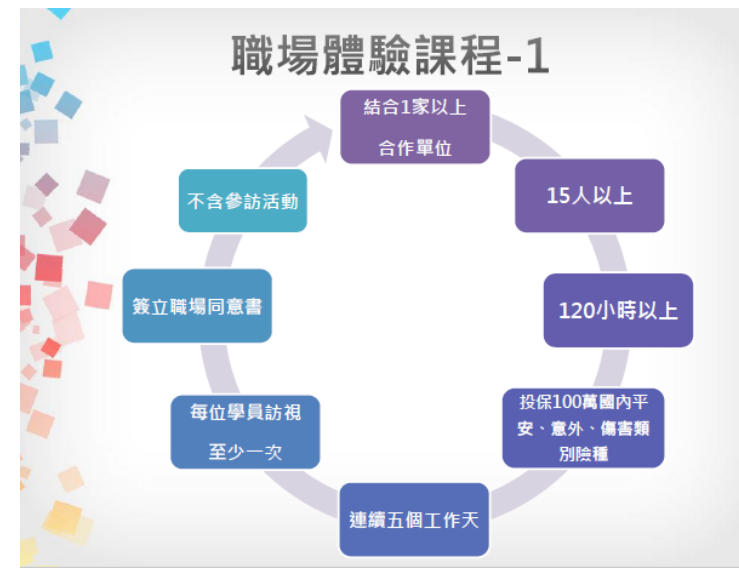 職場體驗課程-1
結合1家以上
合作單位
15人以上
120小時以上
投保100萬國內平
安、意外、傷害類
別險種
連續五個工作天
每位學員訪視
至少一次
簽立職場同意書
不含參訪活動